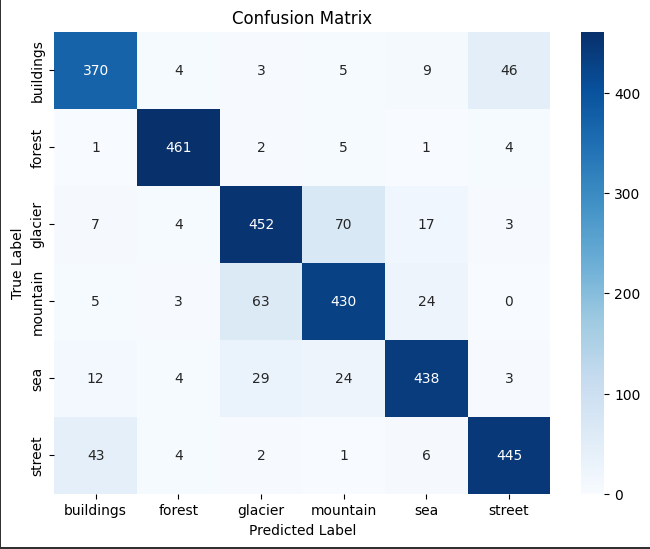 Confusion Matrix
True Label
buildings 370 4 3 5 9 46
forest 1 461 2 5 1 4
glacier 7 4 452 70 17 3
mountain 5 3 63 430 24 0
sea 12 4 29 24 438 3
street 43 4 2 1 6 445
buildings forest glacier mountain sea street
Predicted Label
400
300
200
100
0